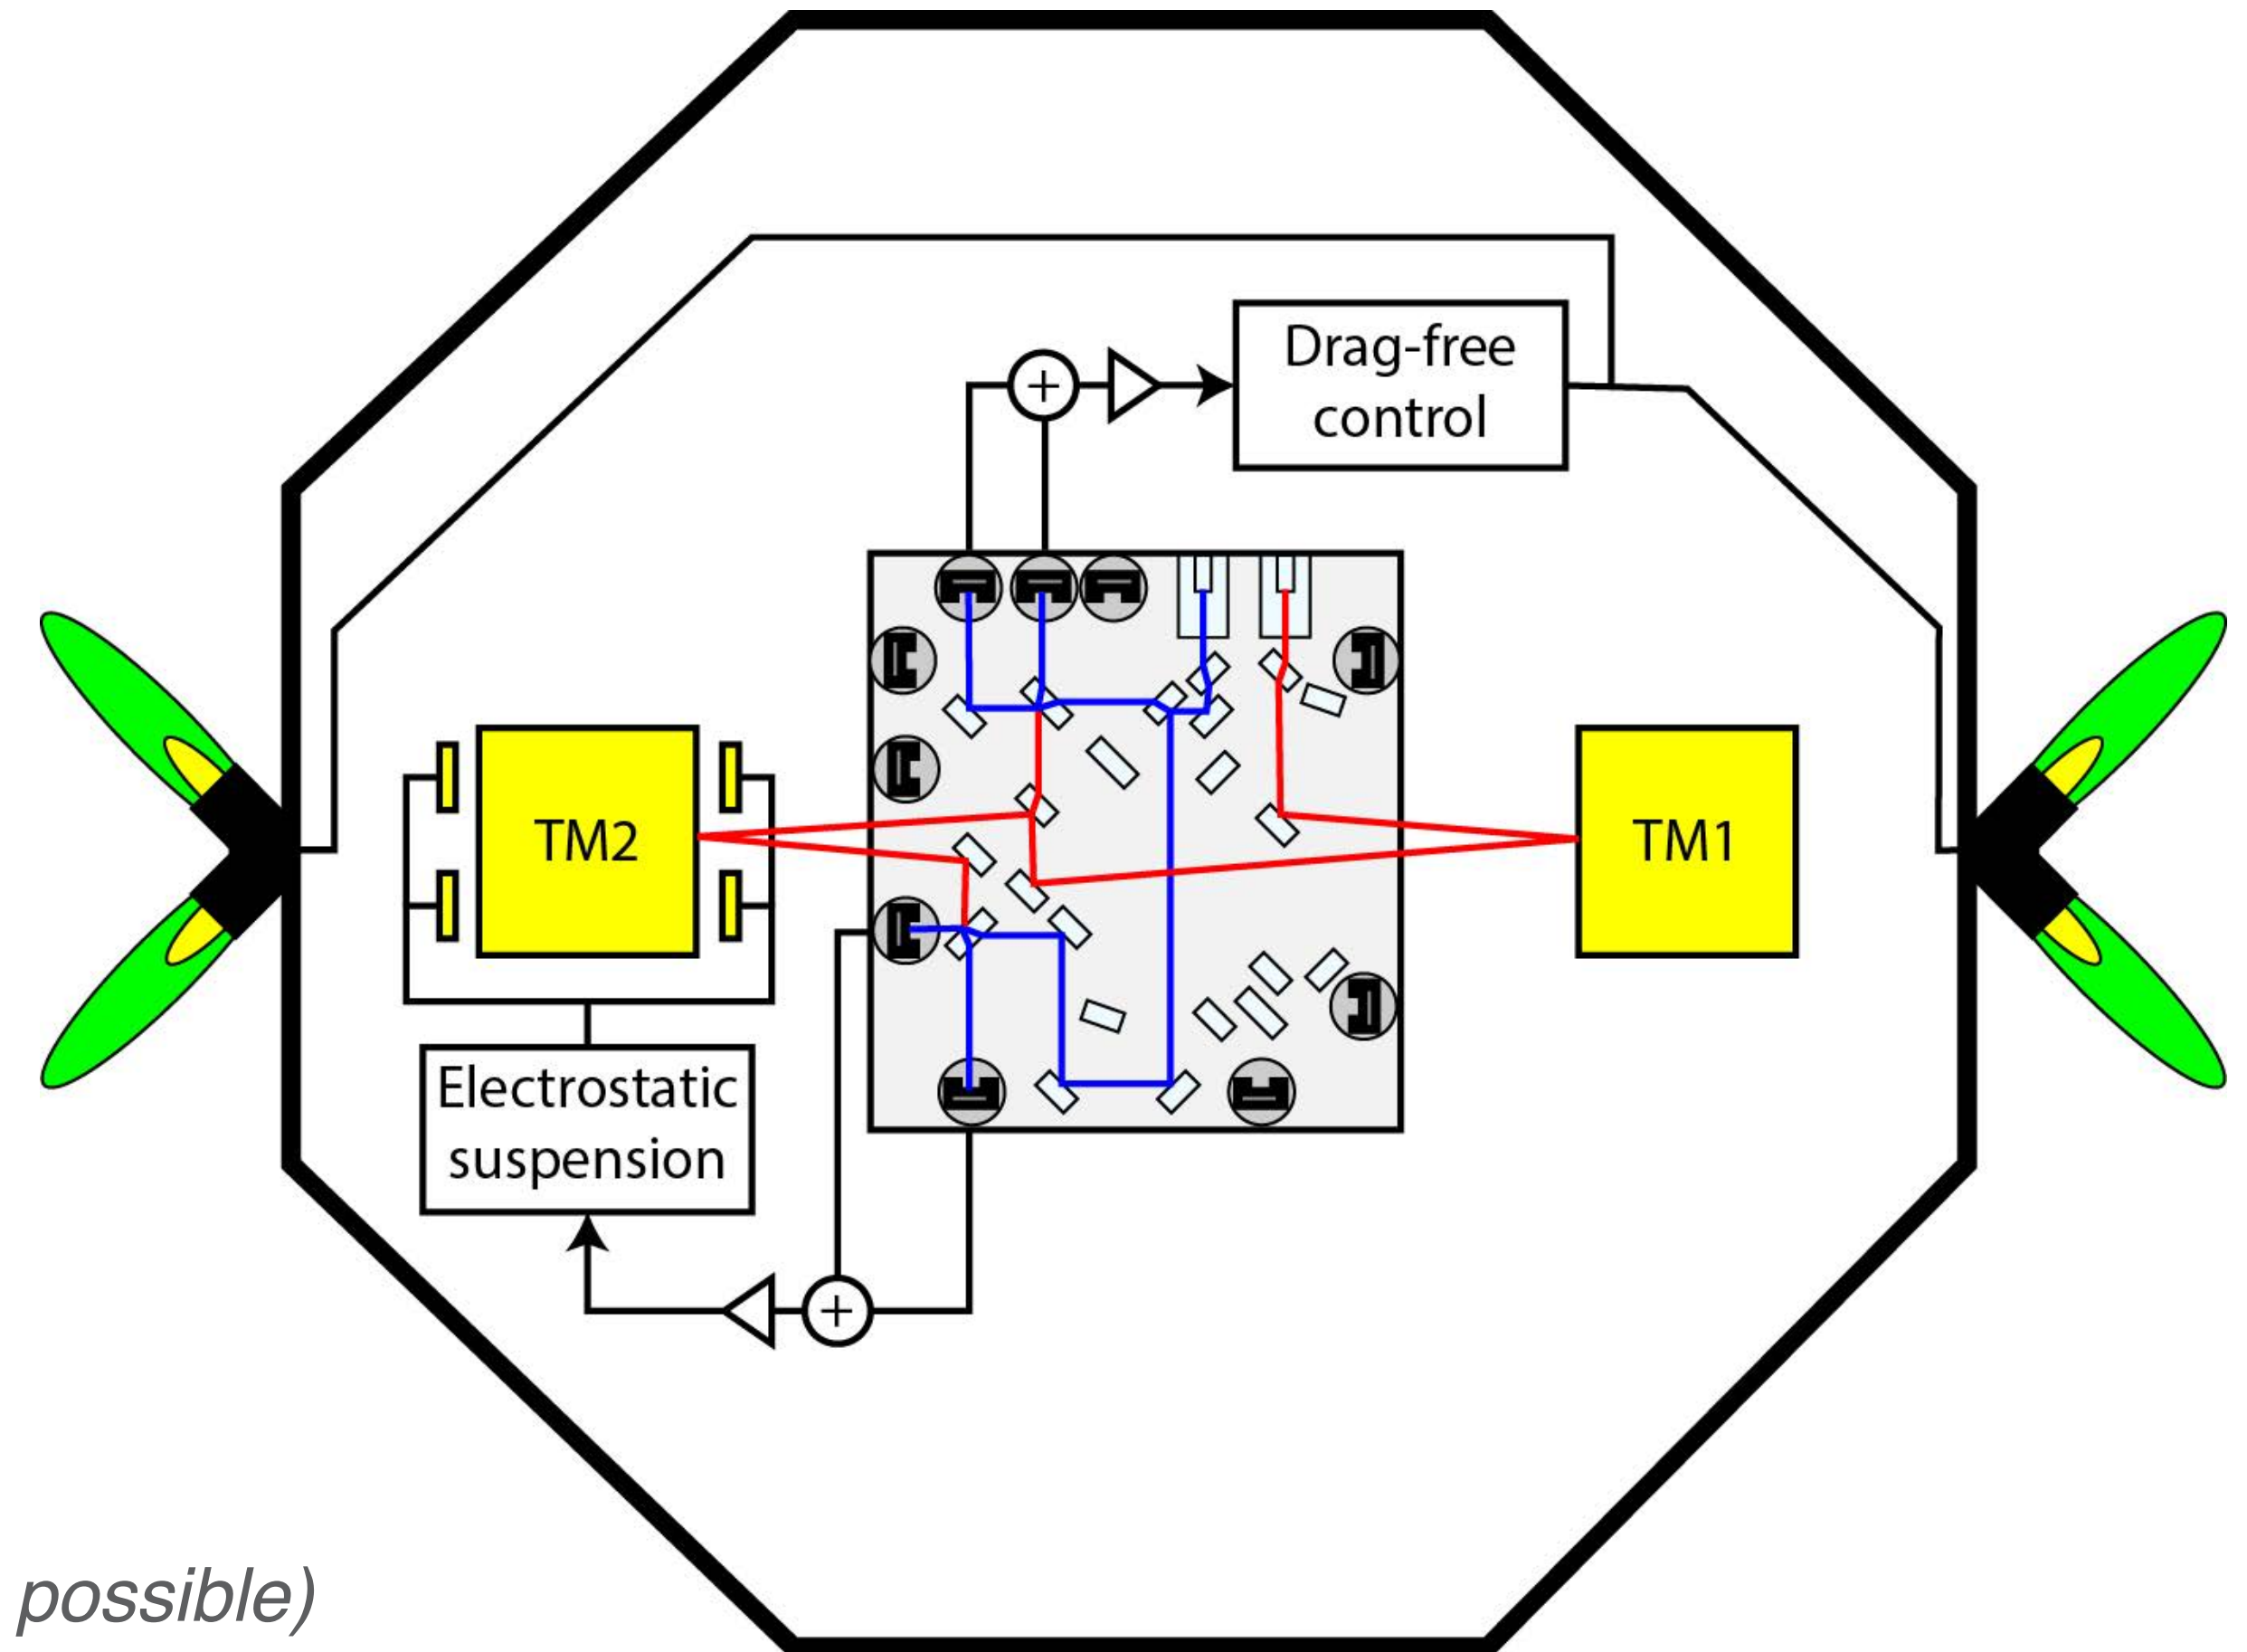 Drag-free
control
+
TM2
TM1
Electrostatic
suspension
+
possible)